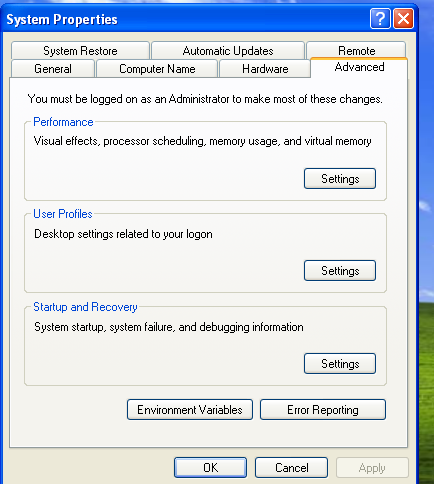 System Properties
System Restore Automatic Updates Remote
General Computer Name Hardware Advanced
You must be logged on as an Administrator to make most of these changes.
Performance
Visual effects, processor scheduling, memory usage, and virtual memory
Settings
User Profiles
Desktop settings related to your logon
Settings
Startup and Recovery
System startup, system failure, and debugging information
Settings
Environment Variables Error Reporting
OK Cancel Apply